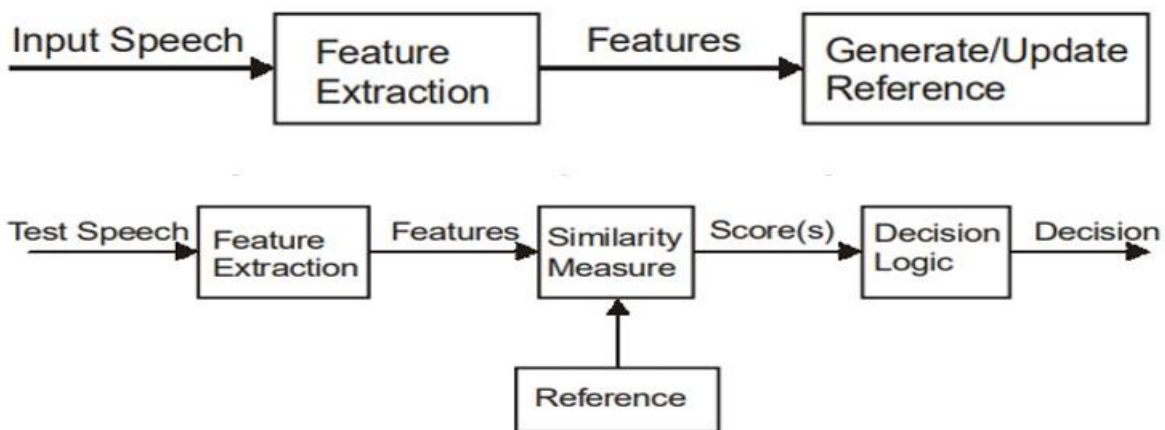 Input Speech
Feature
Extraction
Features
Generate/Update
Reference
Test Speech
Feature
Extraction
Features
Similarity
Measure
Score(s)
Decision
Logic
Decision
Reference